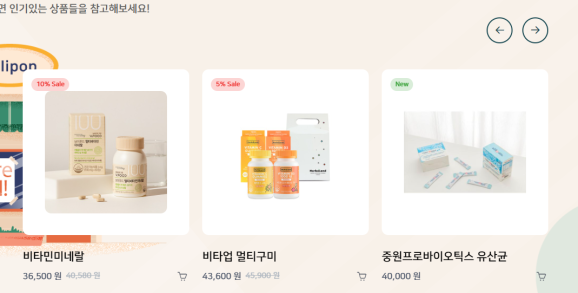 면 인기있는 상품들을 참고해보세요!
lipon
10% Sale
5% Sale
New
re
!
비타민미네랄
비타업 멀티구미
중원프로바이오틱스 유산균
36,500 원 40,580 원
43,600 원 45,900 원
40,000 원